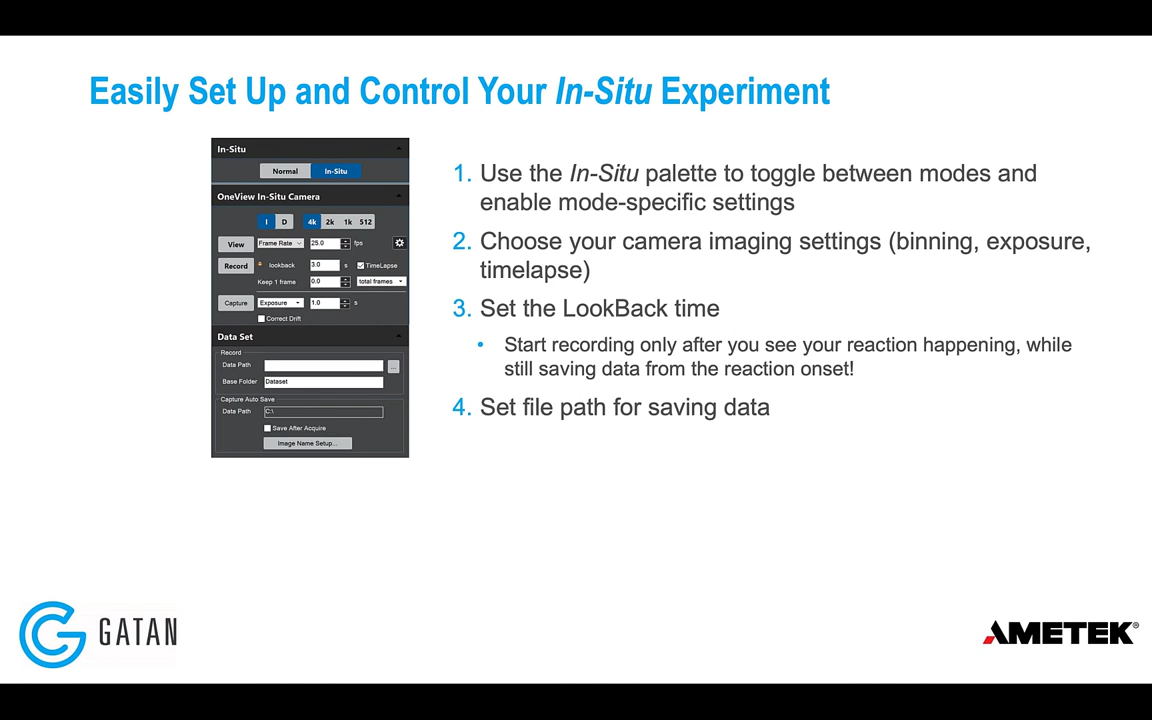 Easily Set Up and Control Your In-Situ Experiment
In-Situ
Normal In-Situ
OneView In-Situ Camera
I D 4k 2k 1k 512
View Frame Rate 25.0 fps
Record lookback 3.0 s TimeLapse
Keep 1 frame 0.0 total frames
Capture Exposure 1.0 s
Correct Drift
Data Set
Record
Data Path ...
Base Folder Dataset
Capture Auto Save
Data Path C:\
Save After Acquire
Image Name Setup...
1. Use the In-Situ palette to toggle between modes and
enable mode-specific settings
2. Choose your camera imaging settings (binning, exposure,
timelapse)
3. Set the LookBack time
• Start recording only after you see your reaction happening, while
still saving data from the reaction onset!
4. Set file path for saving data
GATAN
AMETEK®